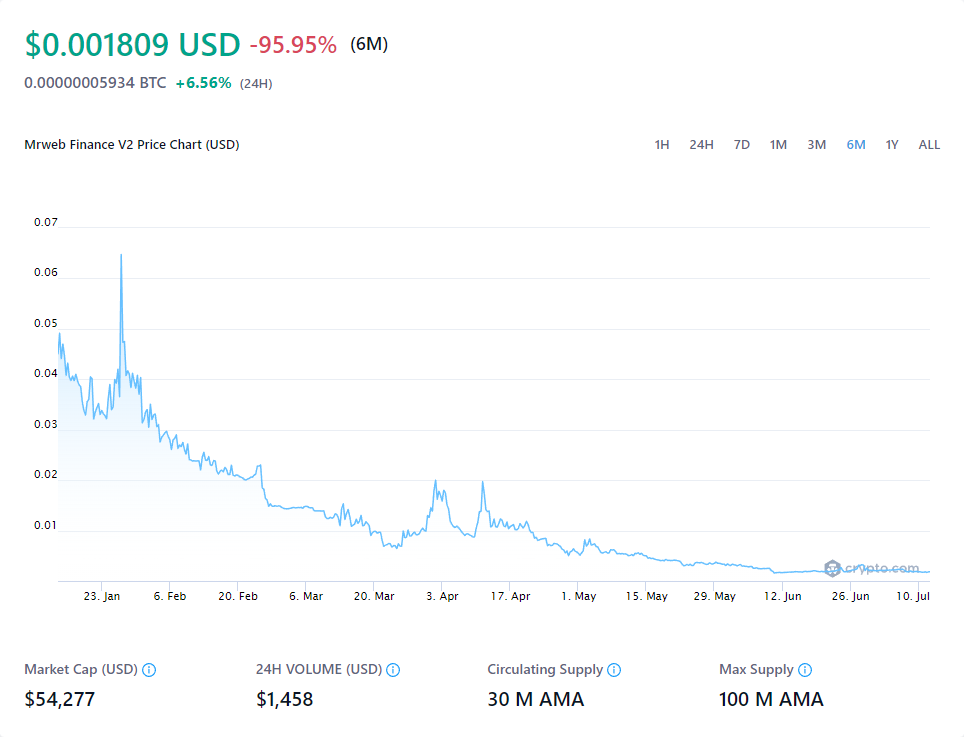 $0.001809 USD -95.95% (6M)
0.00000005934 BTC +6.56% (24H)
Mrweb Finance V2 Price Chart (USD)
1H 24H 7D 1M 3M 6M 1Y ALL
0.07
0.06
0.05
0.04
0.03
0.02
0.01
crypto.com
23. Jan 6. Feb 20. Feb 6. Mar 20. Mar 3. Apr 17. Apr 1. May 15. May 29. May 12. Jun 26. Jun 10. Jul
Market Cap (USD) 24H VOLUME (USD) Circulating Supply Max Supply
$54,277 $1,458 30 M AMA 100 M AMA